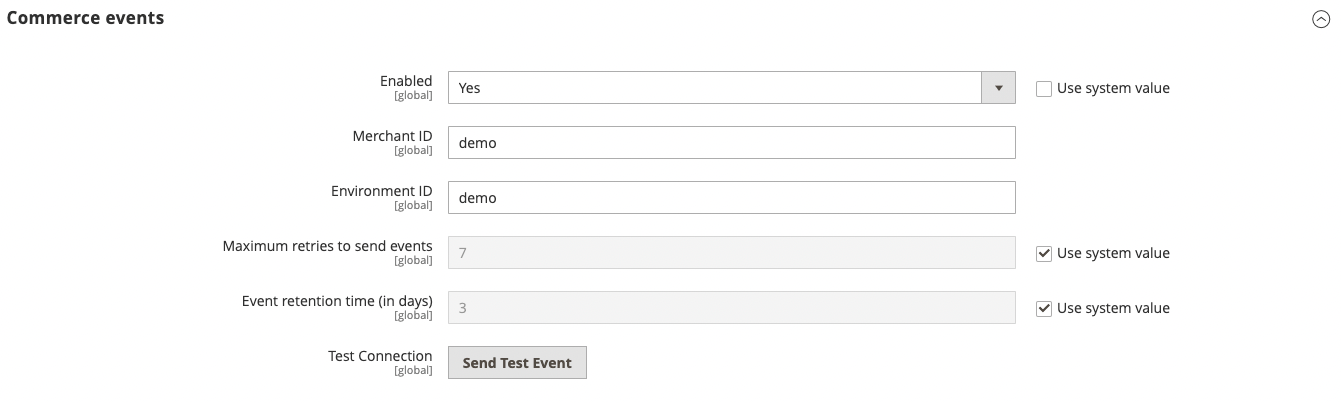 Commerce events
Enabled
[global]
Yes
Use system value
Merchant ID
[global]
demo
Environment ID
[global]
demo
Maximum retries to send events
[global]
7
Use system value
Event retention time (in days)
[global]
3
Use system value
Test Connection
[global]
Send Test Event